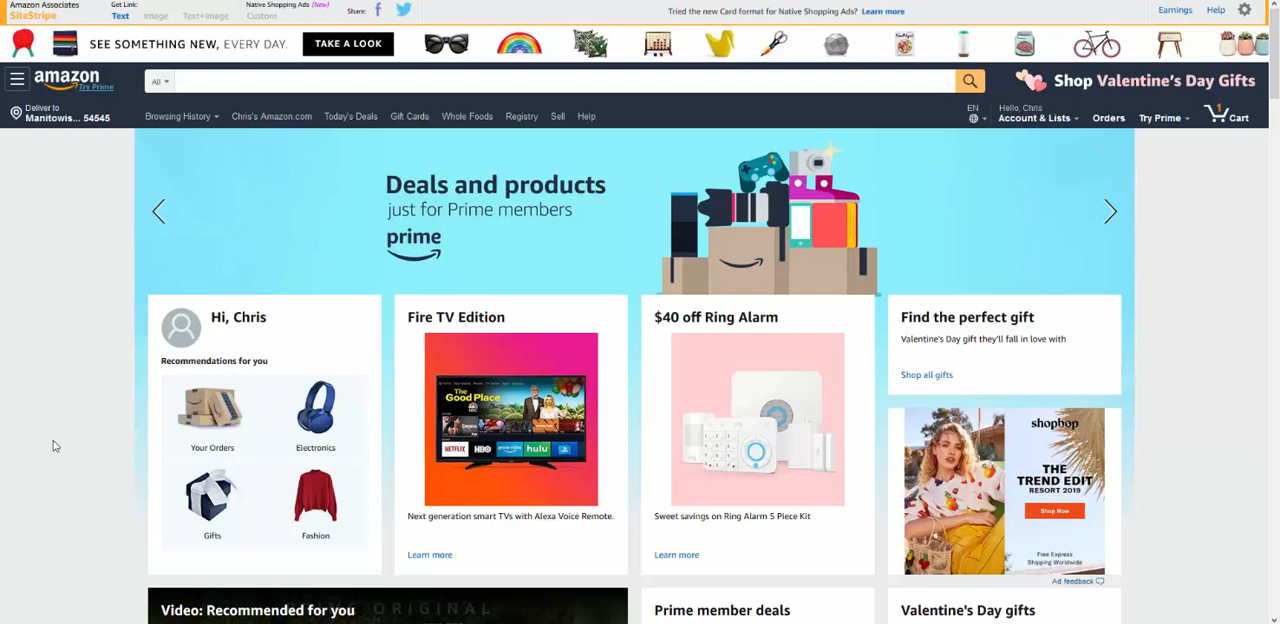 Amazon Associates
SiteStripe
Get Link:
Text Image Text+Image
Native Shopping Ads (New)
Custom
Share:
Tried the new Card format for Native Shopping Ads? Learn more
Earnings Help
SEE SOMETHING NEW, EVERY DAY. TAKE A LOOK
amazon
Try Prime
All
Shop Valentine's Day Gifts
Deliver to
Manitowis... 54545
Browsing History Chris's Amazon.com Today's Deals Gift Cards Whole Foods Registry Sell Help
EN
Hello, Chris
Account & Lists
Orders
Try Prime
1
Cart
Deals and products
just for Prime members
prime
Hi, Chris
Recommendations for you
Your Orders
Electronics
Gifts
Fashion
Fire TV Edition
The
Good Place
NBC
Empire
NETFLIX HBO prime video hulu
Next generation smart TVs with Alexa Voice Remote.
Learn more
$40 off Ring Alarm
Sweet savings on Ring Alarm 5 Piece Kit
Learn more
Find the perfect gift
Valentine's Day gift they'll fall in love with
Shop all gifts
shopbop
THE
TREND EDIT
RESORT 2019
Shop Now
Free Express
Shipping Worldwide
Ad feedback
Video: Recommended for you
ORIGINAL
Prime member deals
Valentine's Day gifts